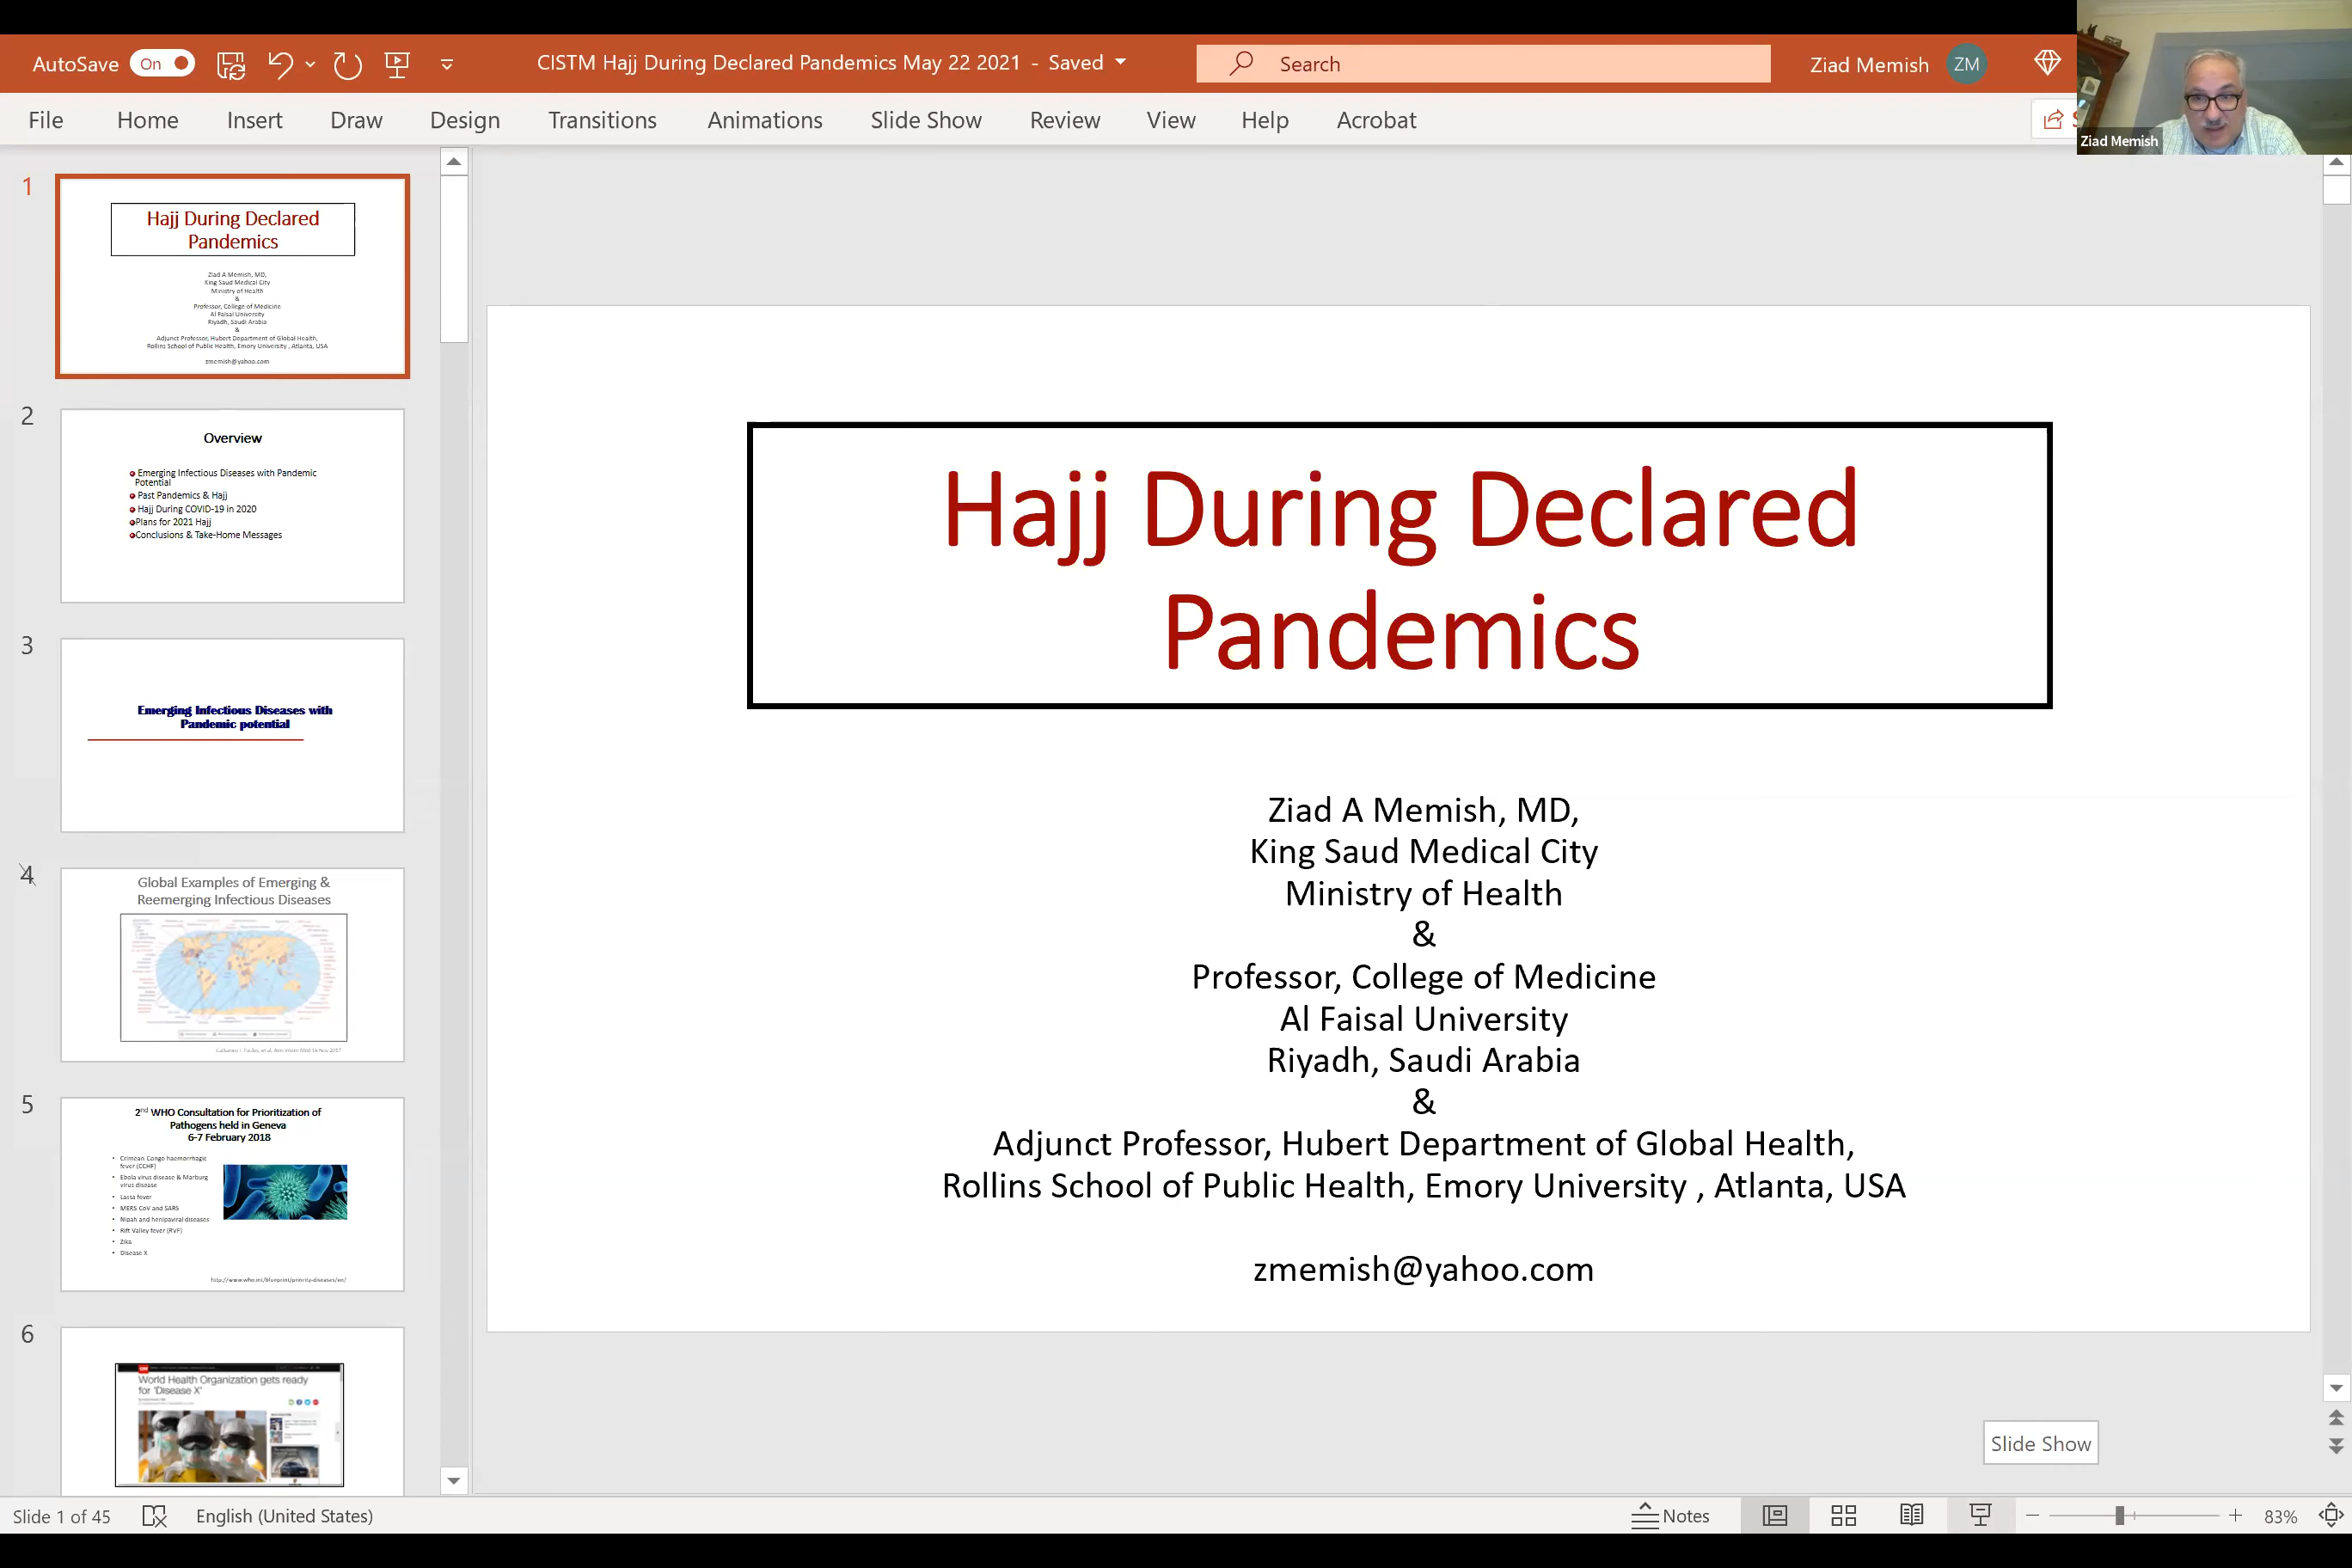 AutoSave On
CISTM Hajj During Declared Pandemics May 22 2021 - Saved
Search
Ziad Memish ZM
Ziad Memish
File Home Insert Draw Design Transitions Animations Slide Show Review View Help Acrobat
1
Hajj During Declared
Pandemics
Ziad A Memish, MD,
King Saud Medical City
Ministry of Health
&
Professor, College of Medicine
Al Faisal University
Riyadh, Saudi Arabia
&
Adjunct Professor, Hubert Department of Global Health,
Rollins School of Public Health, Emory University , Atlanta, USA
zmemish@yahoo.com
2
Overview
Emerging Infectious Diseases with Pandemic
Potential
Past Pandemics & Hajj
Hajj During COVID-19 in 2020
Plans for 2021 Hajj
Conclusions & Take-Home Messages
3
Emerging Infectious Diseases with
Pandemic potential
4
Global Examples of Emerging &
Reemerging Infectious Diseases
5
2nd WHO Consultation for Prioritization of
Pathogens held in Geneva
6-7 February 2018
• Crimean-Congo haemorrhagic
fever (CCHF)
• Ebola virus disease & Marburg
virus disease
• Lassa fever
• MERS CoV and SARS
• Nipah and henipaviral diseases
• Rift Valley fever (RVF)
• Zika
• Disease X
6
World Health Organization gets ready
for 'Disease X'
Hajj During Declared
Pandemics
Ziad A Memish, MD,
King Saud Medical City
Ministry of Health
&
Professor, College of Medicine
Al Faisal University
Riyadh, Saudi Arabia
&
Adjunct Professor, Hubert Department of Global Health,
Rollins School of Public Health, Emory University , Atlanta, USA
zmemish@yahoo.com
Slide Show
Slide 1 of 45 English (United States) Notes 83%